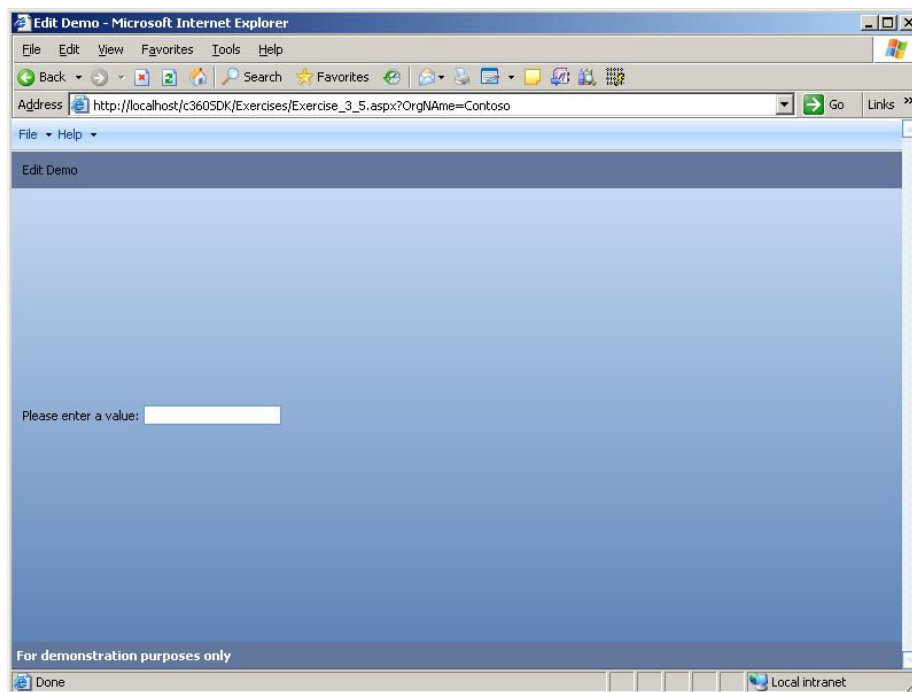 Edit Demo - Microsoft Internet Explorer
File Edit View Favorites Tools Help
Back Search Favorites
Address http://localhost/c360SDK/Exercises/Exercise_3_5.aspx?OrgNAme=Contoso Go Links »
File Help
Edit Demo
Please enter a value:
For demonstration purposes only
Done Local intranet